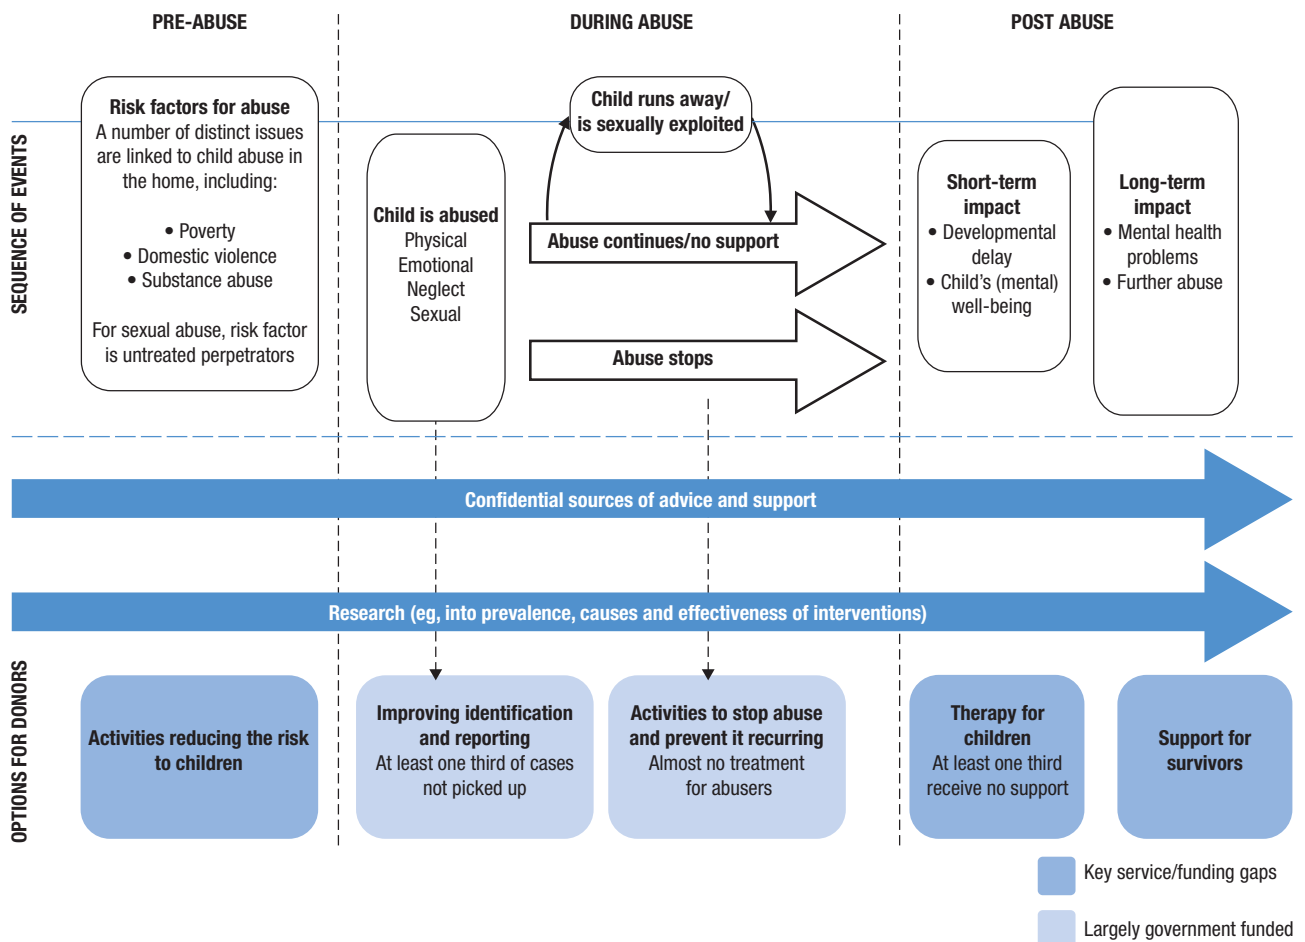 PRE-ABUSE
DURING ABUSE
POST ABUSE
SEQUENCE OF EVENTS
Risk factors for abuse
A number of distinct issues
are linked to child abuse in
the home, including:
• Poverty
• Domestic violence
• Substance abuse
For sexual abuse, risk factor
is untreated perpetrators
Child is abused
Physical
Emotional
Neglect
Sexual
Child runs away/
is sexually exploited
Abuse continues/no support
Abuse stops
Short-term
impact
• Developmental
delay
• Child's (mental)
well-being
Long-term
impact
• Mental health
problems
• Further abuse
Confidential sources of advice and support
Research (eg, into prevalence, causes and effectiveness of interventions)
OPTIONS FOR DONORS
Activities reducing the risk
to children
Improving identification
and reporting
At least one third of cases
not picked up
Activities to stop abuse
and prevent it recurring
Almost no treatment
for abusers
Therapy for
children
At least one third
receive no support
Support for
survivors
Key service/funding gaps
Largely government funded